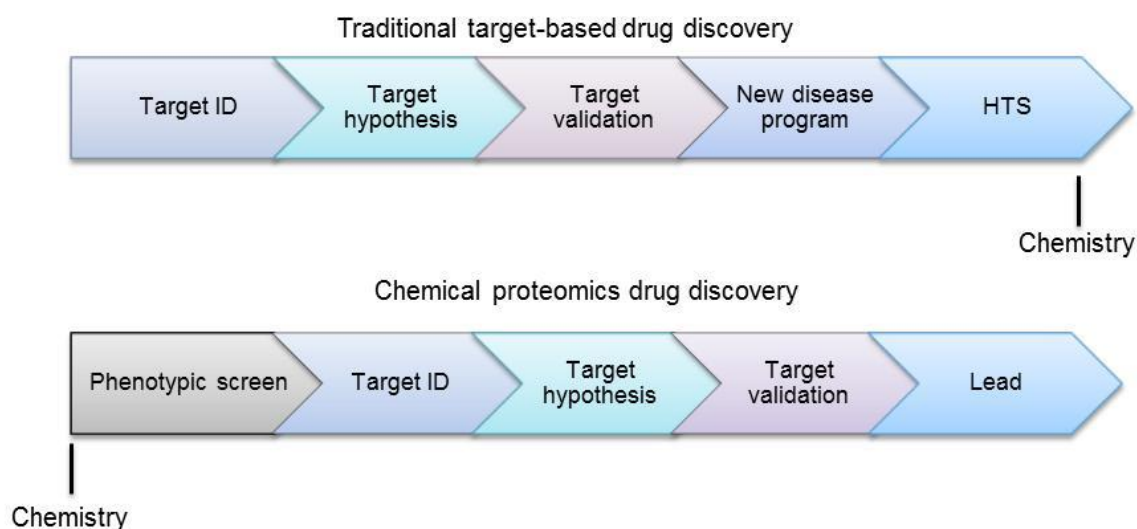 Traditional target-based drug discovery
Target ID
Target
hypothesis
Target
validation
New disease
program
HTS
Chemistry
Chemical proteomics drug discovery
Phenotypic screen
Target ID
Target
hypothesis
Target
validation
Lead
Chemistry